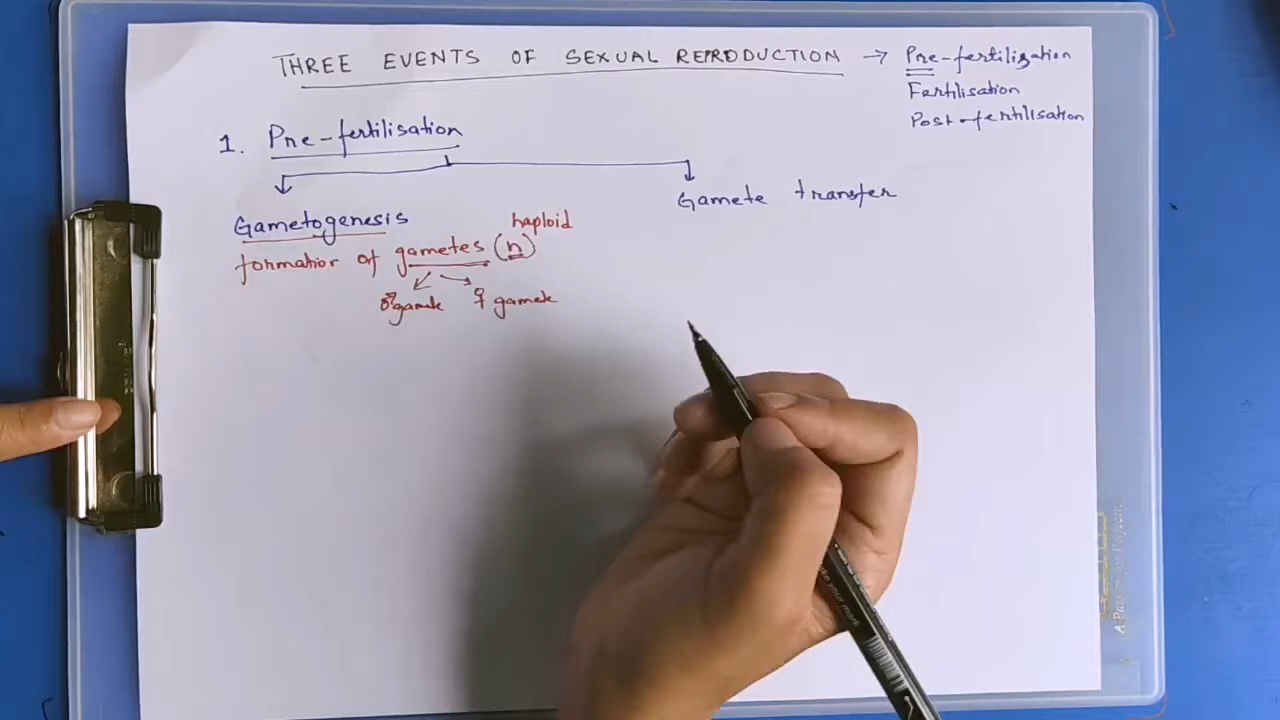 THREE EVENTS OF SEXUAL REPRODUCTION → Pre-fertilisation
Fertilisation
Post-fertilisation
1. Pre-fertilisation
Gametogenesis
Gamete transfer
haploid
formation of gametes (n)
♂ gamete ♀ gamete